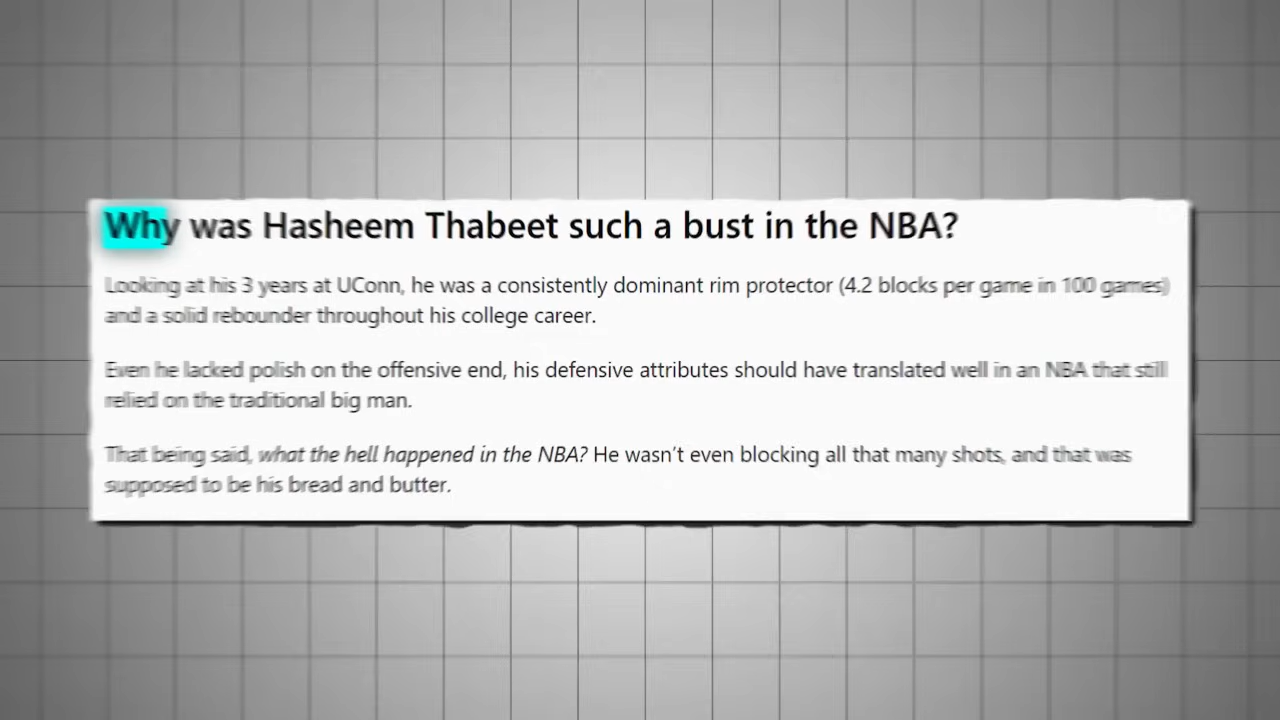 Why was Hasheem Thabeet such a bust in the NBA?
Looking at his 3 years at UConn, he was a consistently dominant rim protector (4.2 blocks per game in 100 games)
and a solid rebounder throughout his college career.
Even he lacked polish on the offensive end, his defensive attributes should have translated well in an NBA that still
relied on the traditional big man.
That being said, what the hell happened in the NBA? He wasn't even blocking all that many shots, and that was
supposed to be his bread and butter.